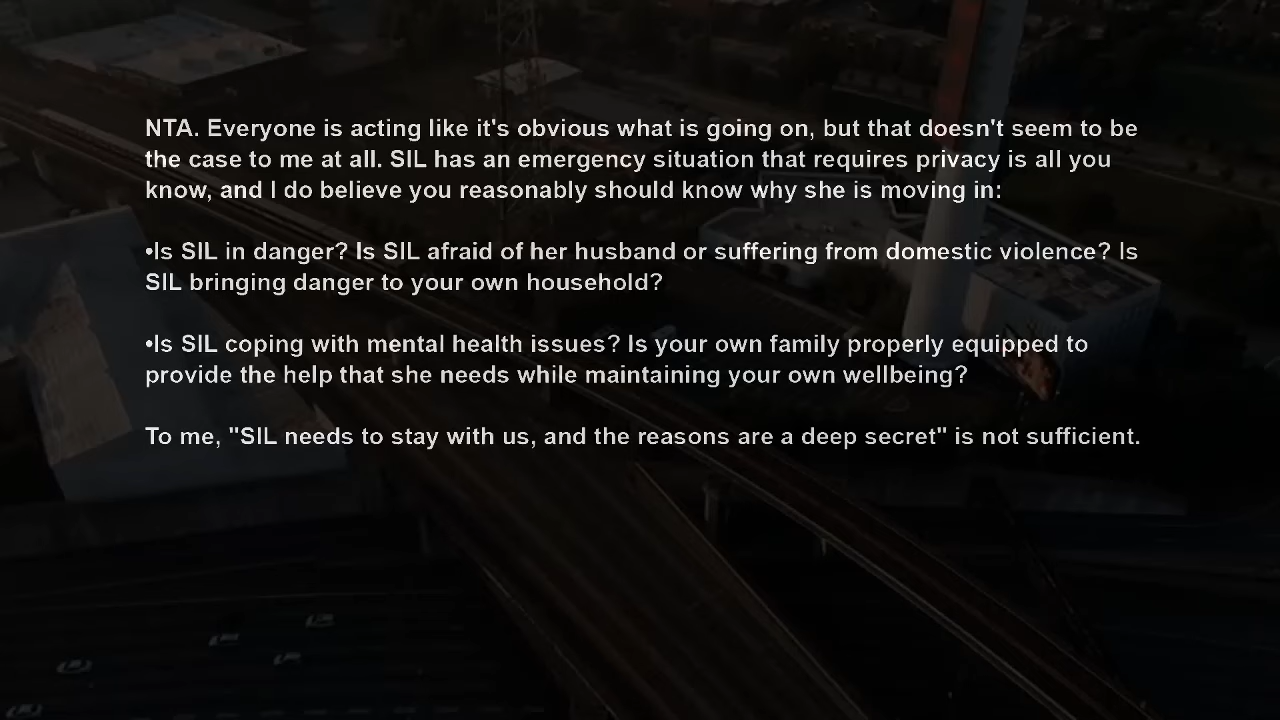 NTA. Everyone is acting like it's obvious what is going on, but that doesn't seem to be
the case to me at all. SIL has an emergency situation that requires privacy is all you
know, and I do believe you reasonably should know why she is moving in:
•Is SIL in danger? Is SIL afraid of her husband or suffering from domestic violence? Is
SIL bringing danger to your own household?
•Is SIL coping with mental health issues? Is your own family properly equipped to
provide the help that she needs while maintaining your own wellbeing?
To me, "SIL needs to stay with us, and the reasons are a deep secret" is not sufficient.